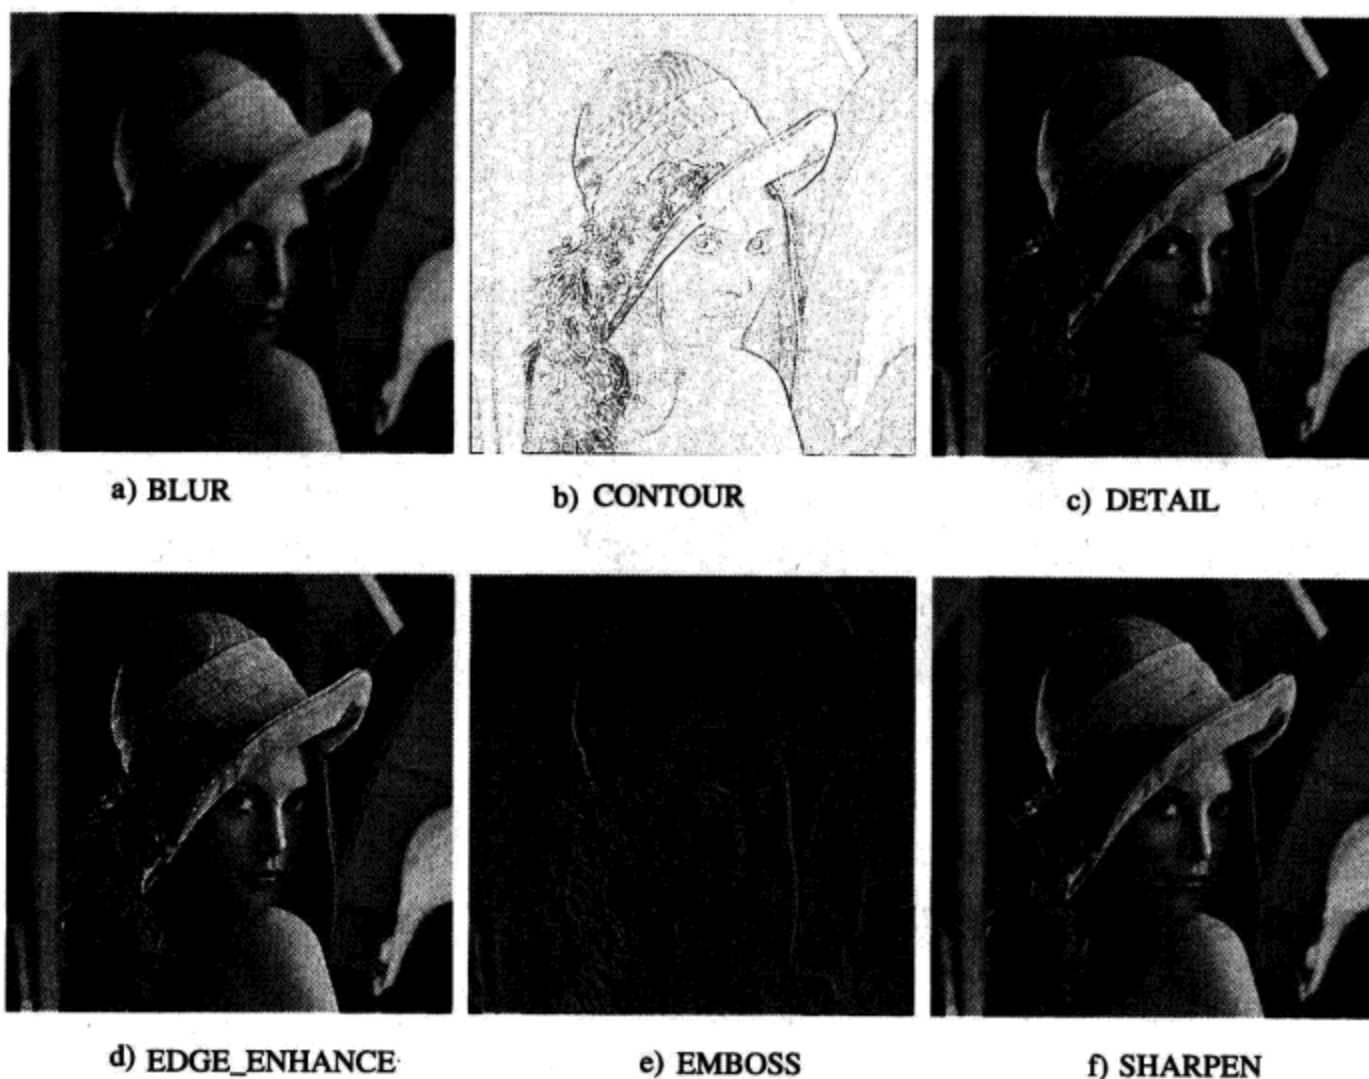 a) BLUR
b) CONTOUR
c) DETAIL
d) EDGE_ENHANCE
e) EMBOSS
f) SHARPEN